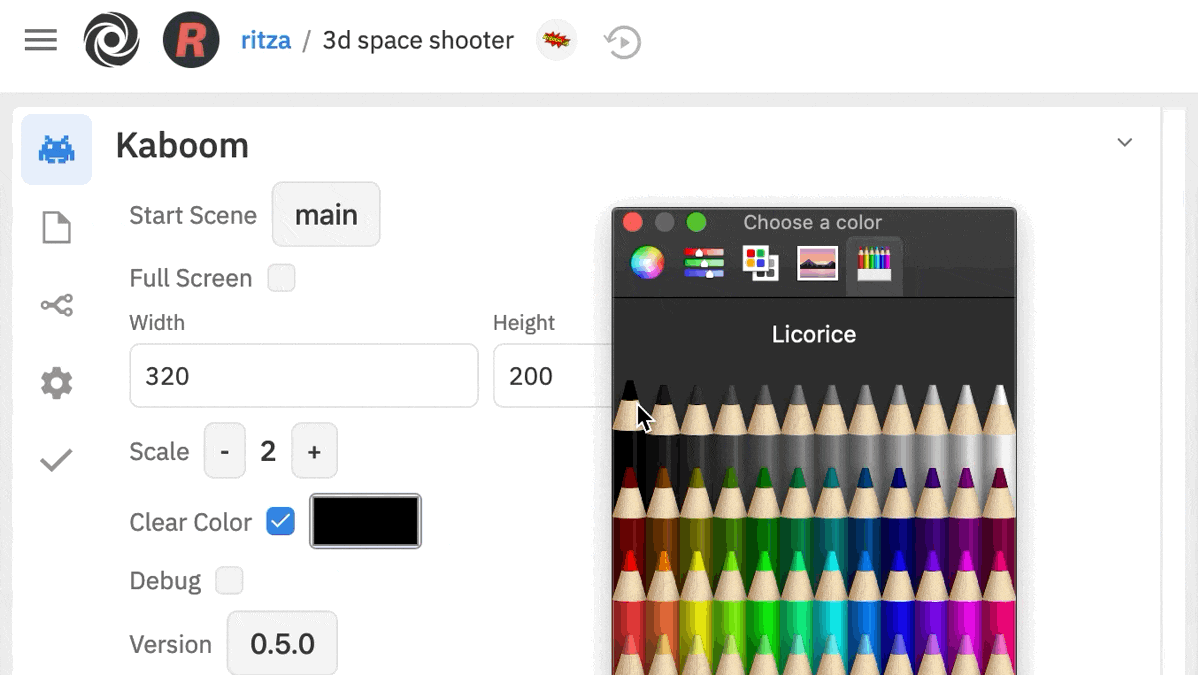 R
ritza / 3d space shooter
Kaboom
Start Scene main
Full Screen
Width Height
320 200
Scale - 2 +
Clear Color
Debug
Version 0.5.0
Choose a color
Licorice